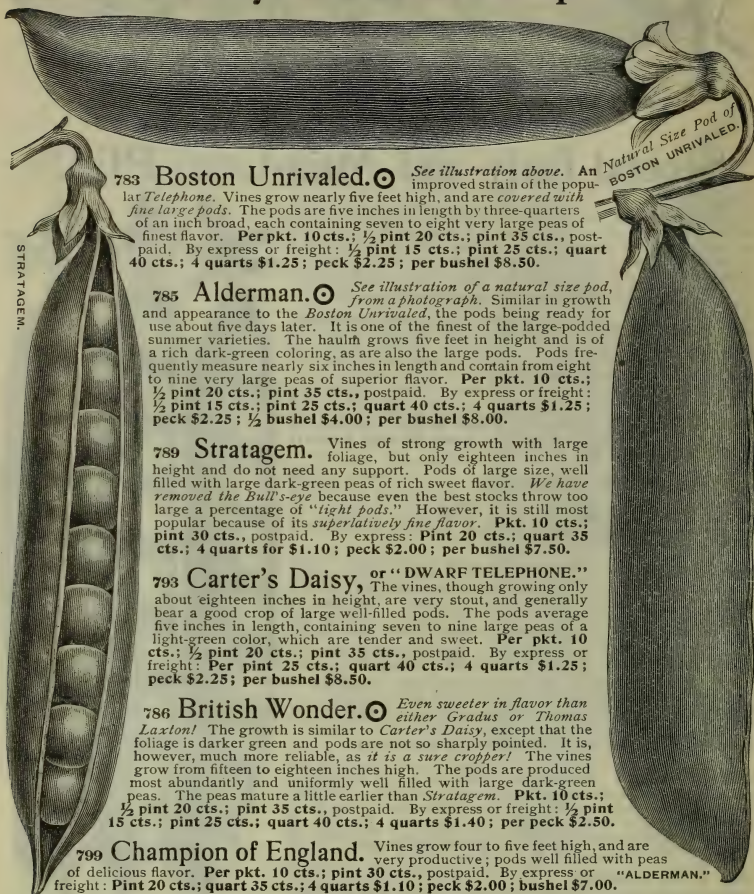 Natural Size Pod of
BOSTON UNRIVALED.
STRATAGEM.
783 Boston Unrivaled.⊙ See illustration above. An
improved strain of the popu-
lar Telephone. Vines grow nearly five feet high, and are covered with
fine large pods. The pods are five inches in length by three-quarters
of an inch broad, each containing seven to eight very large peas of
finest flavor. Per pkt. 10 cts.; ½ pint 20 cts.; pint 35 cts., post-
paid. By express or freight: ½ pint 15 cts.; pint 25 cts.; quart
40 cts.; 4 quarts $1.25; peck $2.25; per bushel $8.50.
785 Alderman.⊙ See illustration of a natural size pod,
from a photograph. Similar in growth
and appearance to the Boston Unrivaled, the pods being ready for
use about five days later. It is one of the finest of the large-podded
summer varieties. The haulm grows five feet in height and is of
a rich dark-green coloring, as are also the large pods. Pods fre-
quently measure nearly six inches in length and contain from eight
to nine very large peas of superior flavor. Per pkt. 10 cts.;
½ pint 20 cts.; pint 35 cts., postpaid. By express or freight:
½ pint 15 cts.; pint 25 cts.; quart 40 cts.; 4 quarts $1.25;
peck $2.25; ½ bushel $4.00; per bushel $8.00.
789 Stratagem. Vines of strong growth with large
foliage, but only eighteen inches in
height and do not need any support. Pods of large size, well
filled with large dark-green peas of rich sweet flavor. We have
removed the Bull's-eye because even the best stocks throw too
large a percentage of "tight pods." However, it is still most
popular because of its superlatively fine flavor. Pkt. 10 cts.;
pint 30 cts., postpaid. By express: Pint 20 cts.; quart 35
cts.; 4 quarts for $1.10; peck $2.00; per bushel $7.50.
793 Carter's Daisy, or "DWARF TELEPHONE."
The vines, though growing only
about eighteen inches in height, are very stout, and generally
bear a good crop of large well-filled pods. The pods average
five inches in length, containing seven to nine large peas of a
light-green color, which are tender and sweet. Per pkt. 10
cts.; ½ pint 20 cts.; pint 35 cts., postpaid. By express or
freight: Per pint 25 cts.; quart 40 cts.; 4 quarts $1.25;
peck $2.25; per bushel $8.50.
786 British Wonder.⊙ Even sweeter in flavor than
either Gradus or Thomas
Laxton! The growth is similar to Carter's Daisy, except that the
foliage is darker green and pods are not so sharply pointed. It is,
however, much more reliable, as it is a sure cropper! The vines
grow from fifteen to eighteen inches high. The pods are produced
most abundantly and uniformly well filled with large dark-green
peas. The peas mature a little earlier than Stratagem. Pkt. 10 cts.;
½ pint 20 cts.; pint 35 cts., postpaid. By express or freight: ½ pint
15 cts.; pint 25 cts.; quart 40 cts.; 4 quarts $1.40; per peck $2.50.
799 Champion of England. Vines grow four to five feet high, and are
very productive; pods well filled with peas
of delicious flavor. Per pkt. 10 cts.; pint 30 cts., postpaid. By express or
freight: Pint 20 cts.; quart 35 cts.; 4 quarts $1.10; peck $2.00; bushel $7.00.
"ALDERMAN."